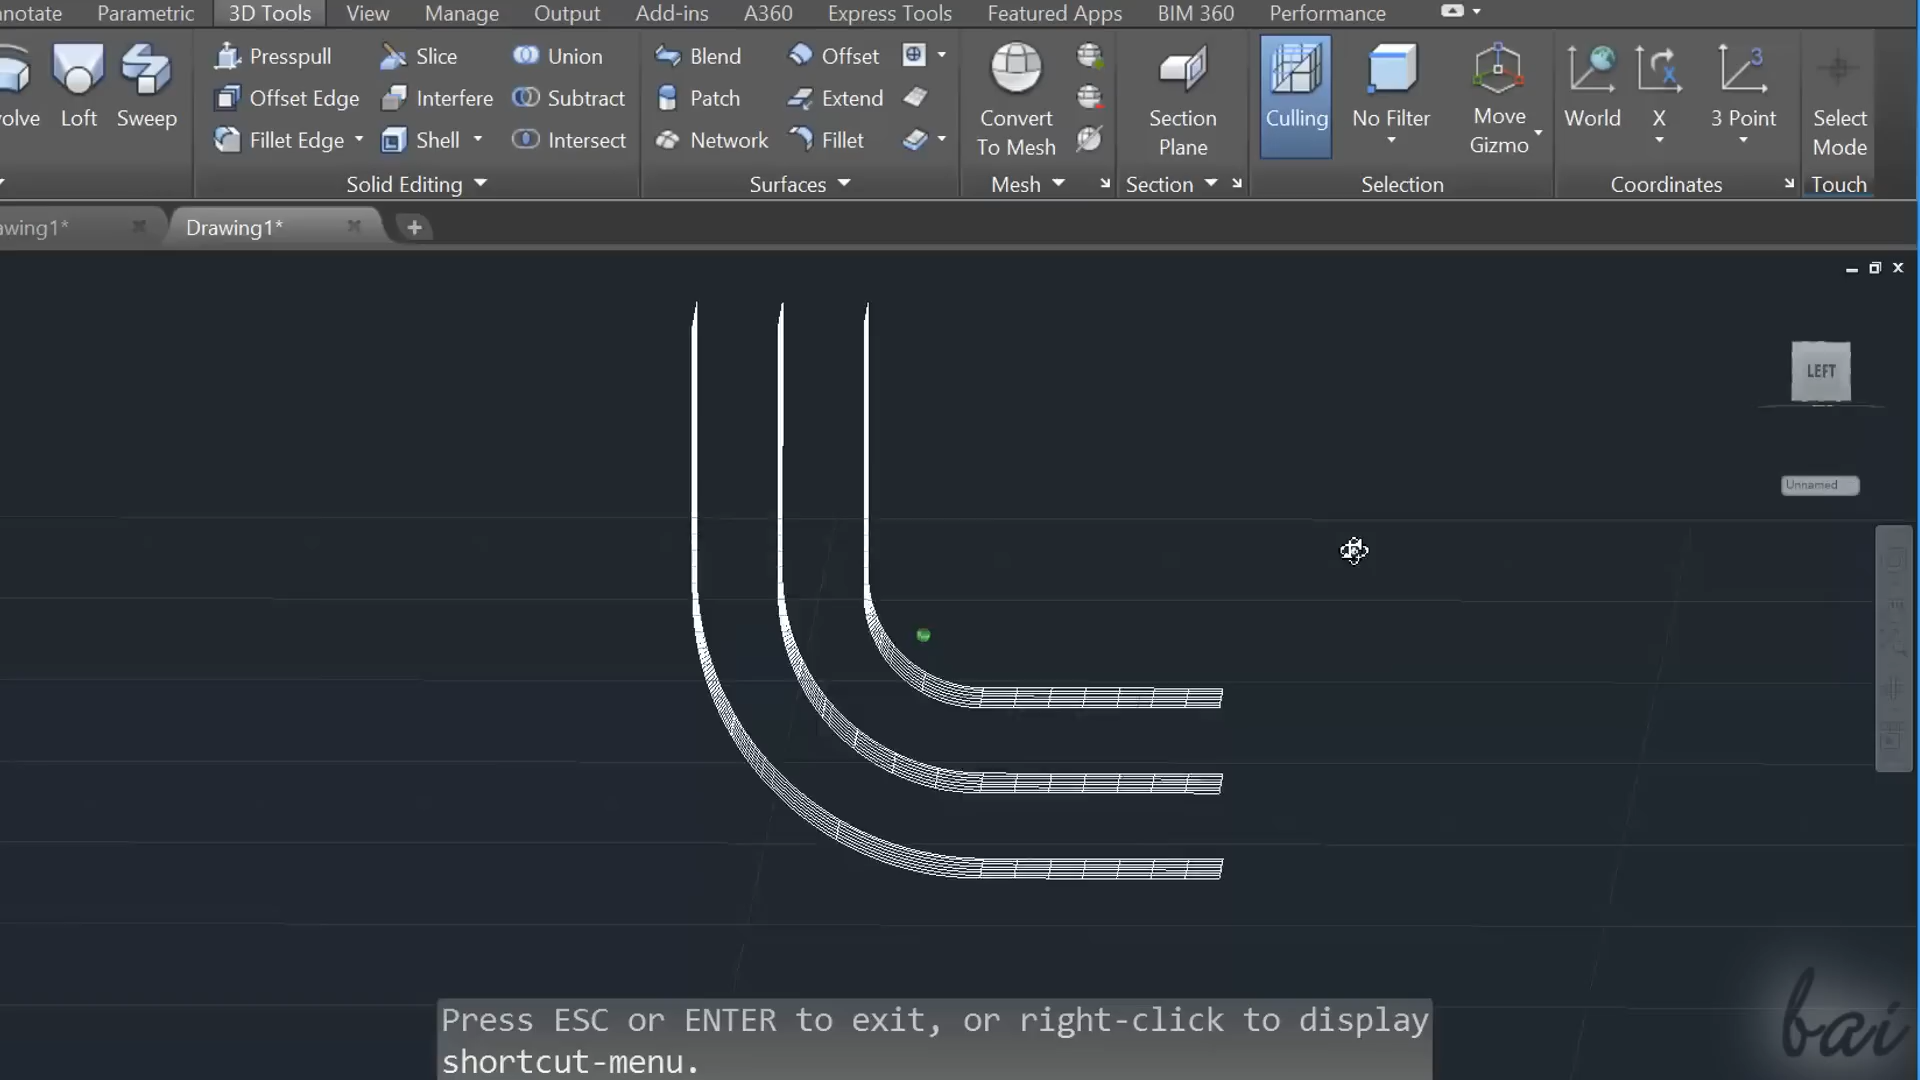 nnotate Parametric 3D Tools View Manage Output Add-ins A360 Express Tools Featured Apps BIM 360 Performance
Presspull Slice Union Blend Offset
Offset Edge Interfere Subtract Patch Extend
Fillet Edge Shell Intersect Network Fillet
olve Loft Sweep
Convert To Mesh
Section Plane
Culling
No Filter
Move Gizmo
World X 3 Point
Select Mode
Solid Editing Surfaces Mesh Section Selection Coordinates Touch
awing1* Drawing1*
LEFT
Unnamed
Press ESC or ENTER to exit, or right-click to display
shortcut-menu.
bai